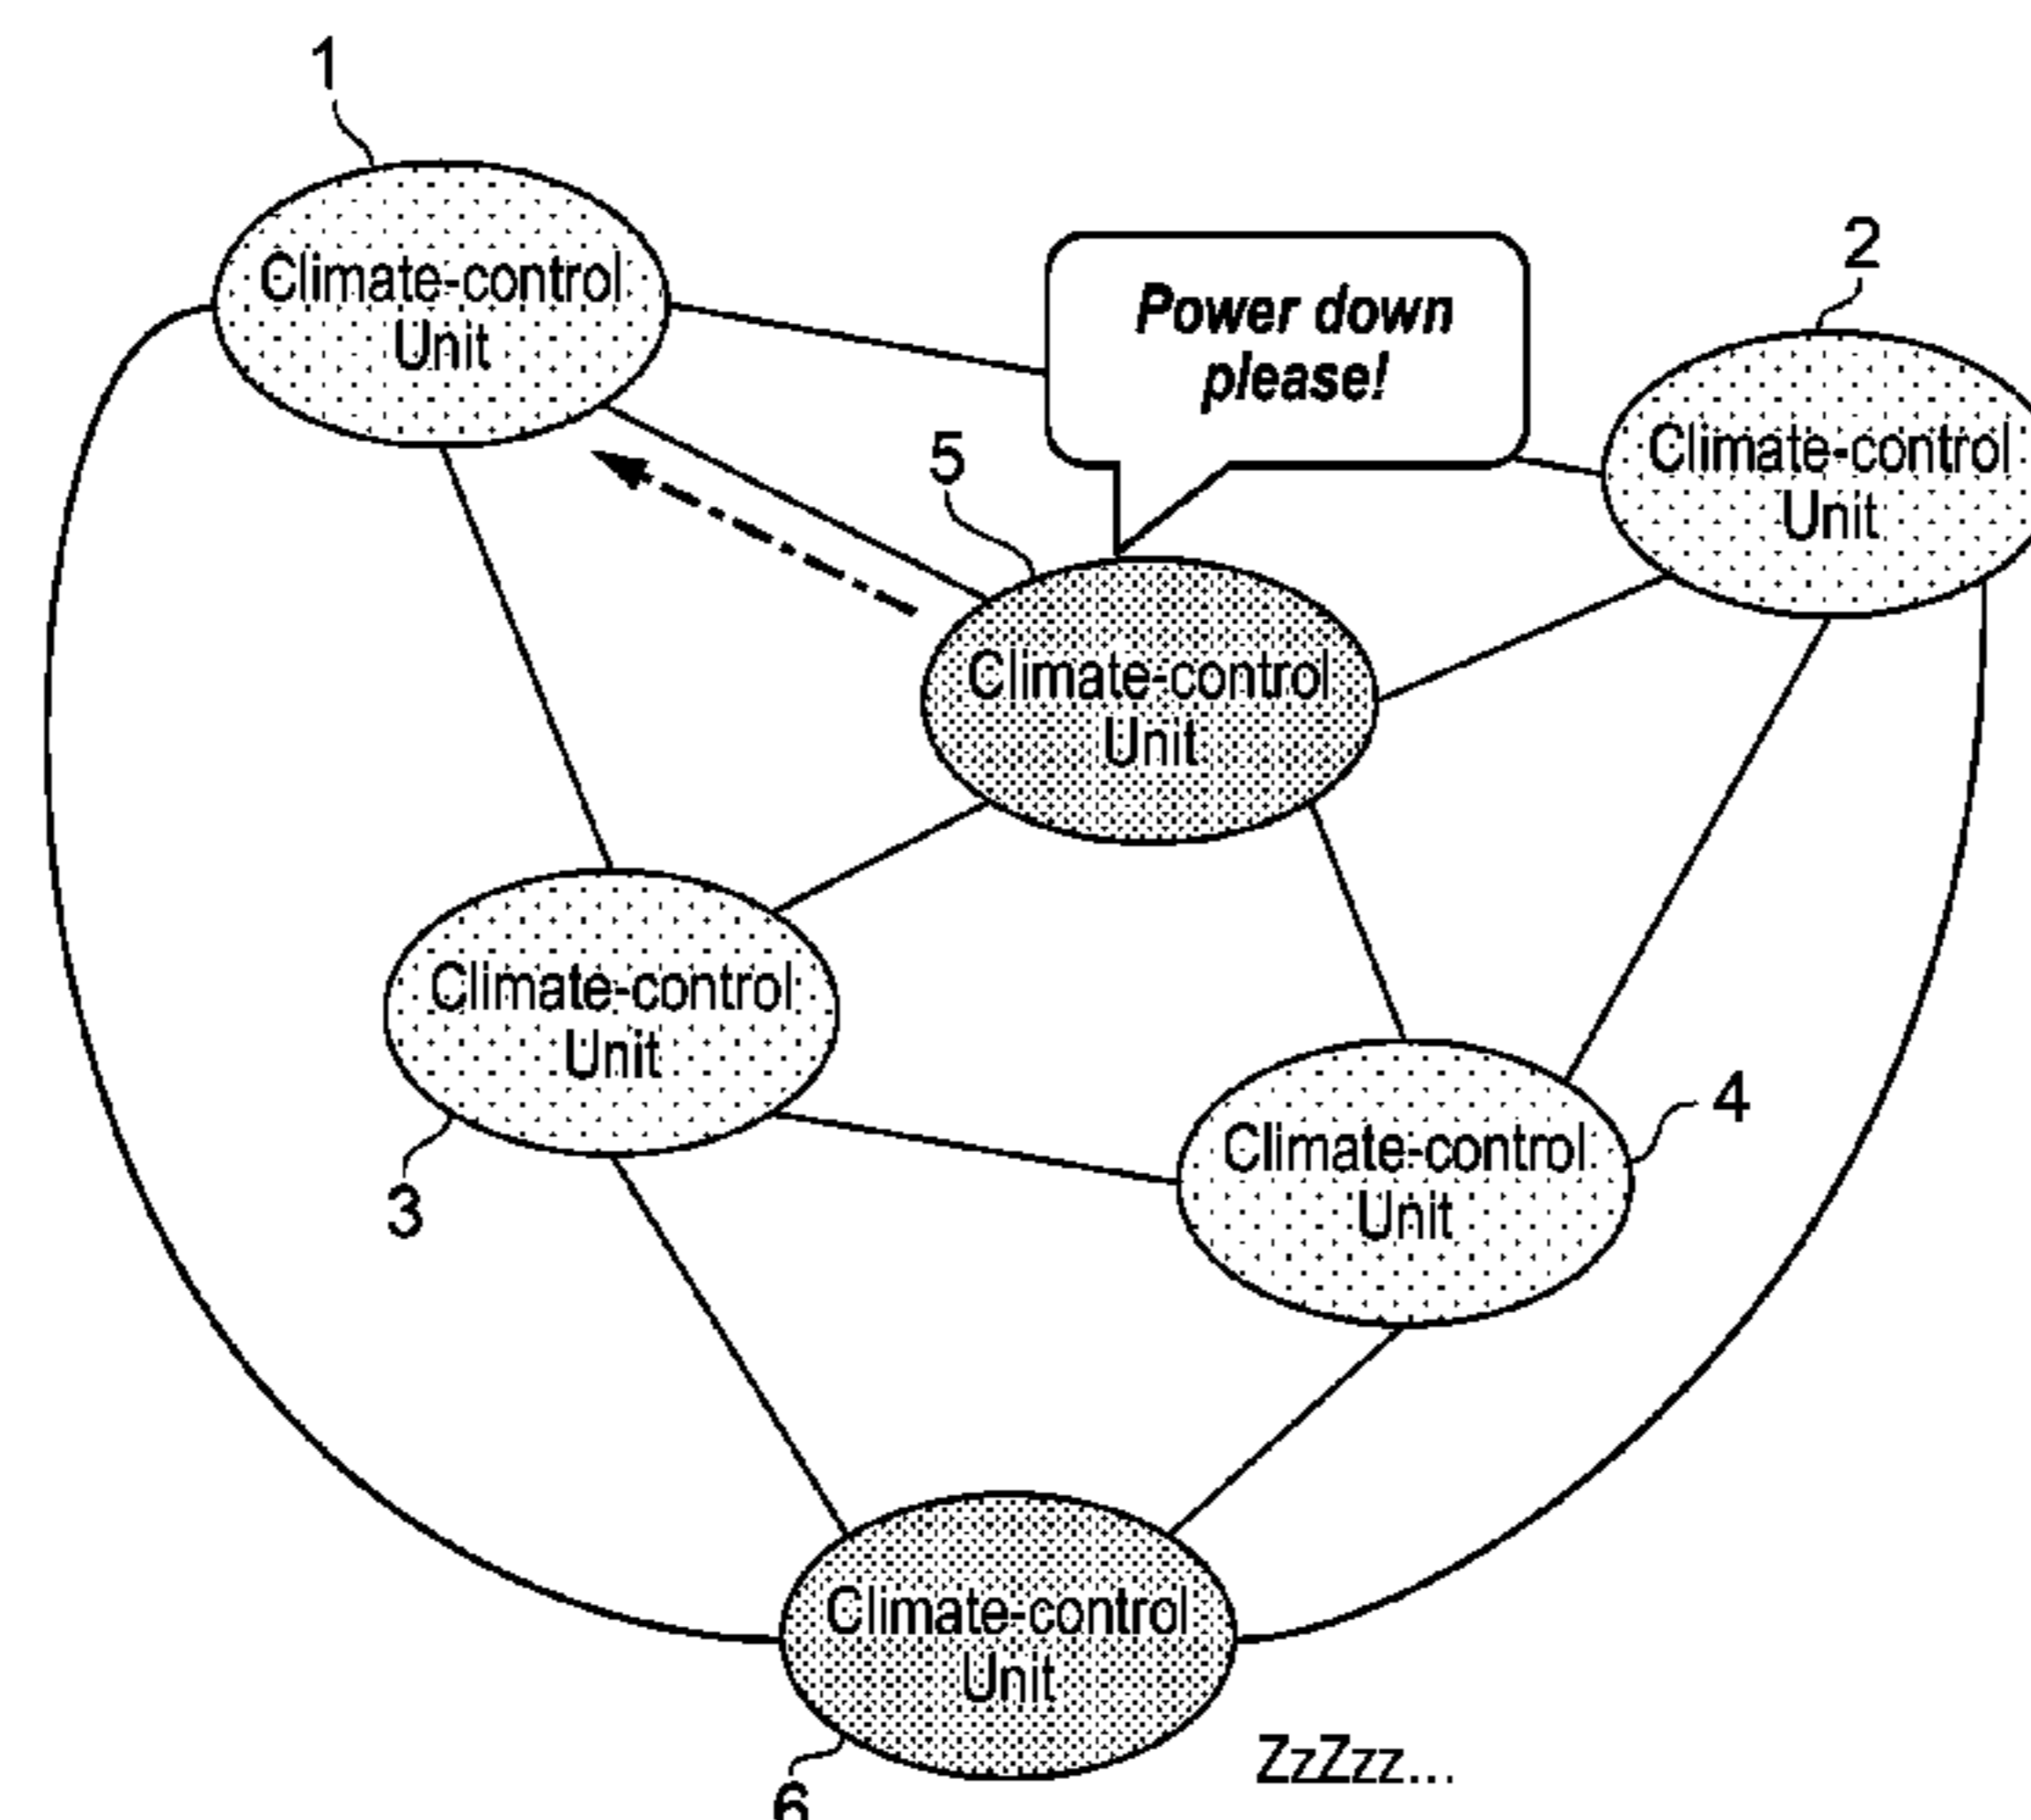 1
Climate-control
Unit
Power down
please!
2
Climate-control
Unit
5
Climate-control
Unit
Climate-control
Unit
3
Climate-control
Unit
4
Climate-control
Unit
6
ZzZzz...